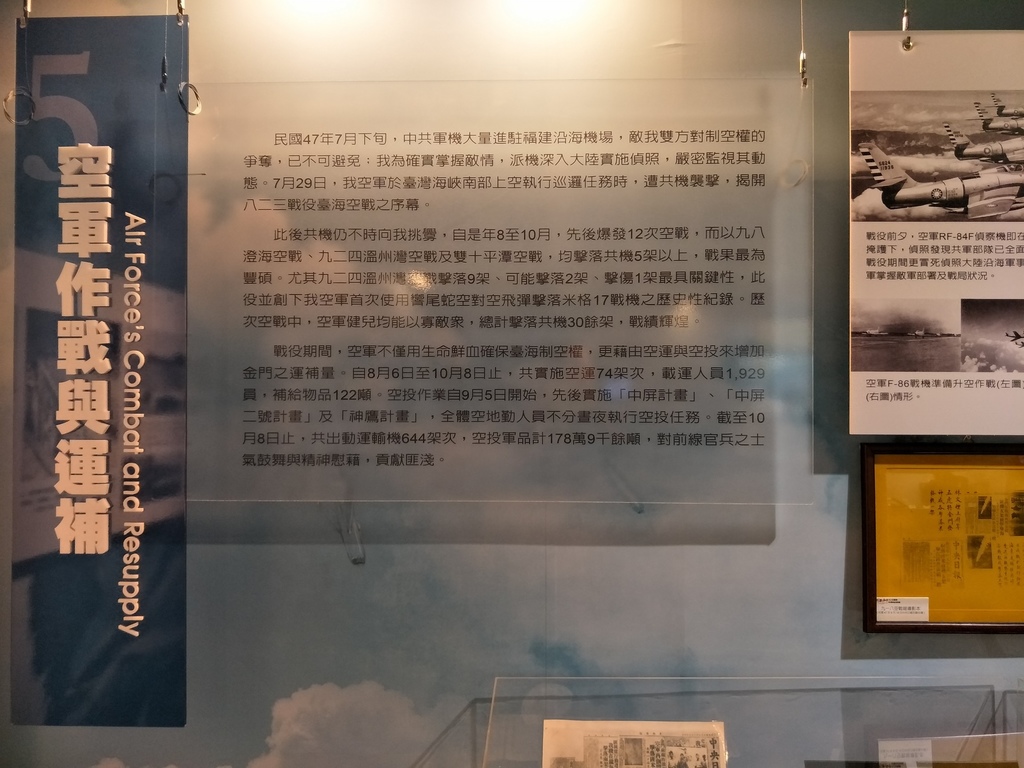 5
空軍作戰與運補
Air Force's Combat and Resupply
民國47年7月下旬，中共軍機大量進駐福建沿海機場，敵我雙方對制空權的
爭奪，已不可避免；我為確實掌握敵情，派機深入大陸實施偵照，嚴密監視其動
態。7月29日，我空軍於臺灣海峽南部上空執行巡邏任務時，遭共機襲擊，揭開
八二三戰役臺海空戰之序幕。
此後共機仍不時向我挑釁，自是年8至10月，先後爆發12次空戰，而以九八
澄海空戰、九二四溫州灣空戰及雙十平潭空戰，均擊落共機5架以上，戰果最為
豐碩。尤其九二四溫州灣空戰擊落9架、可能擊落2架、擊傷1架最具關鍵性，此
役並創下我空軍首次使用響尾蛇空對空飛彈擊落米格17戰機之歷史性紀錄。歷
次空戰中，空軍健兒均能以寡敵眾，總計擊落共機30餘架，戰績輝煌。
戰役期間，空軍不僅用生命鮮血確保臺海制空權，更藉由空運與空投來增加
金門之運補量。自8月6日至10月8日止，共實施空運74架次，載運人員1,929
員，補給物品122噸。空投作業自9月5日開始，先後實施「中屏計畫」、「中屏
二號計畫」及「神鷹計畫」，全體空地勤人員不分晝夜執行空投任務。截至10
月8日止，共出動運輸機644架次，空投軍品計178萬9千餘噸，對前線官兵之士
氣鼓舞與精神慰藉，貢獻匪淺。
戰役前夕，空軍RF-84F偵察機即在
掩護下，偵照發現共軍部隊已全面
戰役期間更冒死偵照大陸沿海軍事
軍掌握敵軍部署及戰局狀況。
空軍F-86戰機準備升空作戰(左圖)
(右圖)情形。